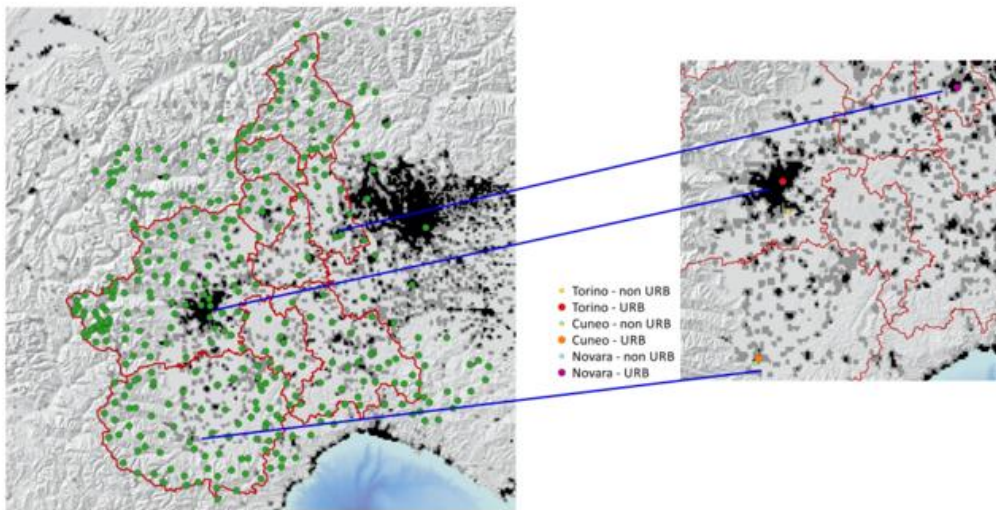 Torino - non URB
Torino - URB
Cuneo - non URB
Cuneo - URB
Novara - non URB
Novara - URB